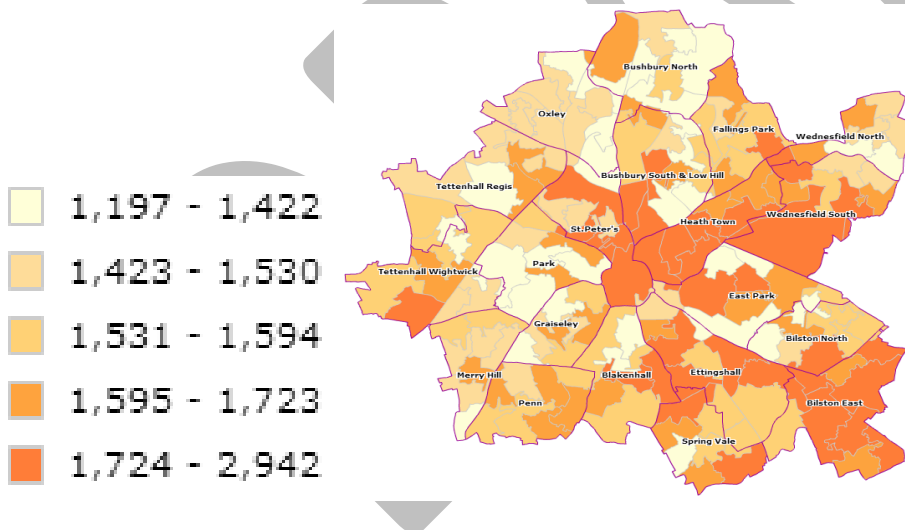 1,197 - 1,422
1,423 - 1,530
1,531 - 1,594
1,595 - 1,723
1,724 - 2,942
Bushbury North
Oxley
Fallings Park
Wednesfield North
Bushbury South & Low Hill
Tettenhall Regis
Wednesfield South
Heath Town
St.Peter's
Park
Tettenhall Wightwick
East Park
Graiseley
Bilston North
Merry Hill
Blakenhall
Ettingshall
Penn
Bilston East
Spring Vale